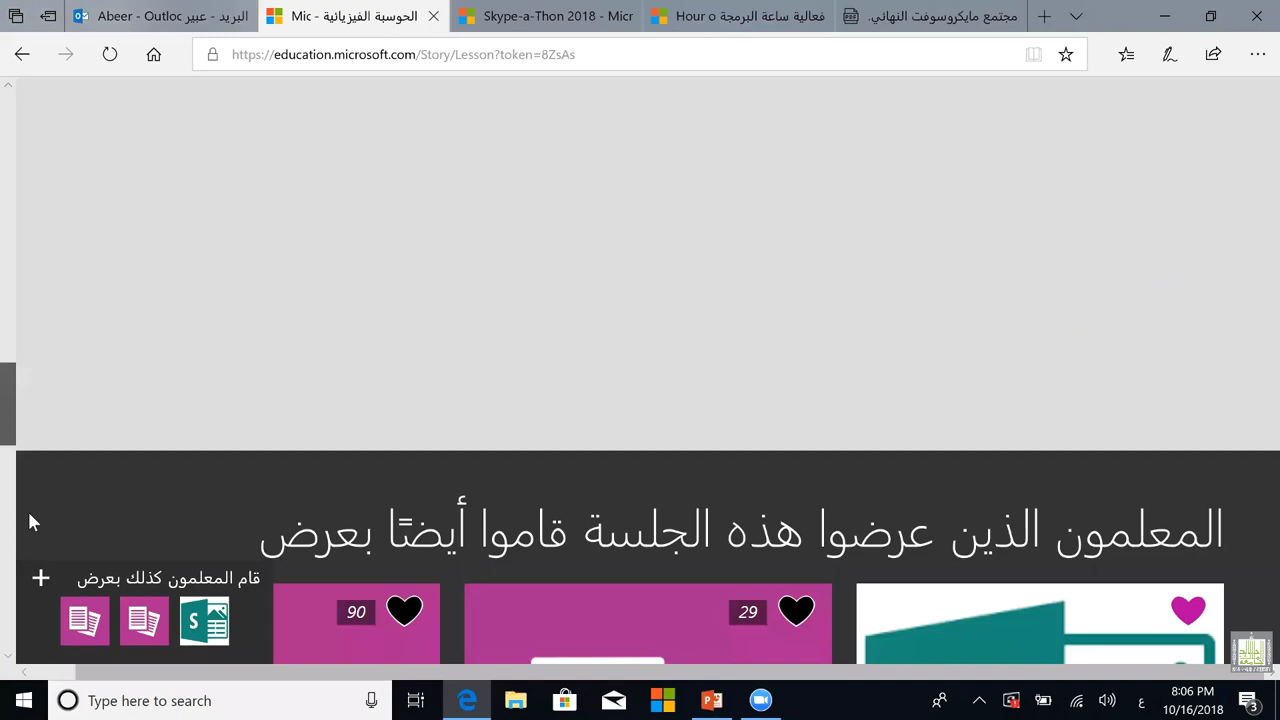 البريد - عبير Abeer - Outloc
الحوسبة الفيزيائية - Mic
Skype-a-Thon 2018 - Micr
فعالية ساعة البرمجة Hour o
مجتمع مايكروسوفت النهائي.
https://education.microsoft.com/Story/Lesson?token=8ZsAs
المعلمون الذين عرضوا هذه الجلسة قاموا أيضًا بعرض
قام المعلمون كذلك بعرض
90
29
S
Type here to search
ع
8:06 PM
10/16/2018
3